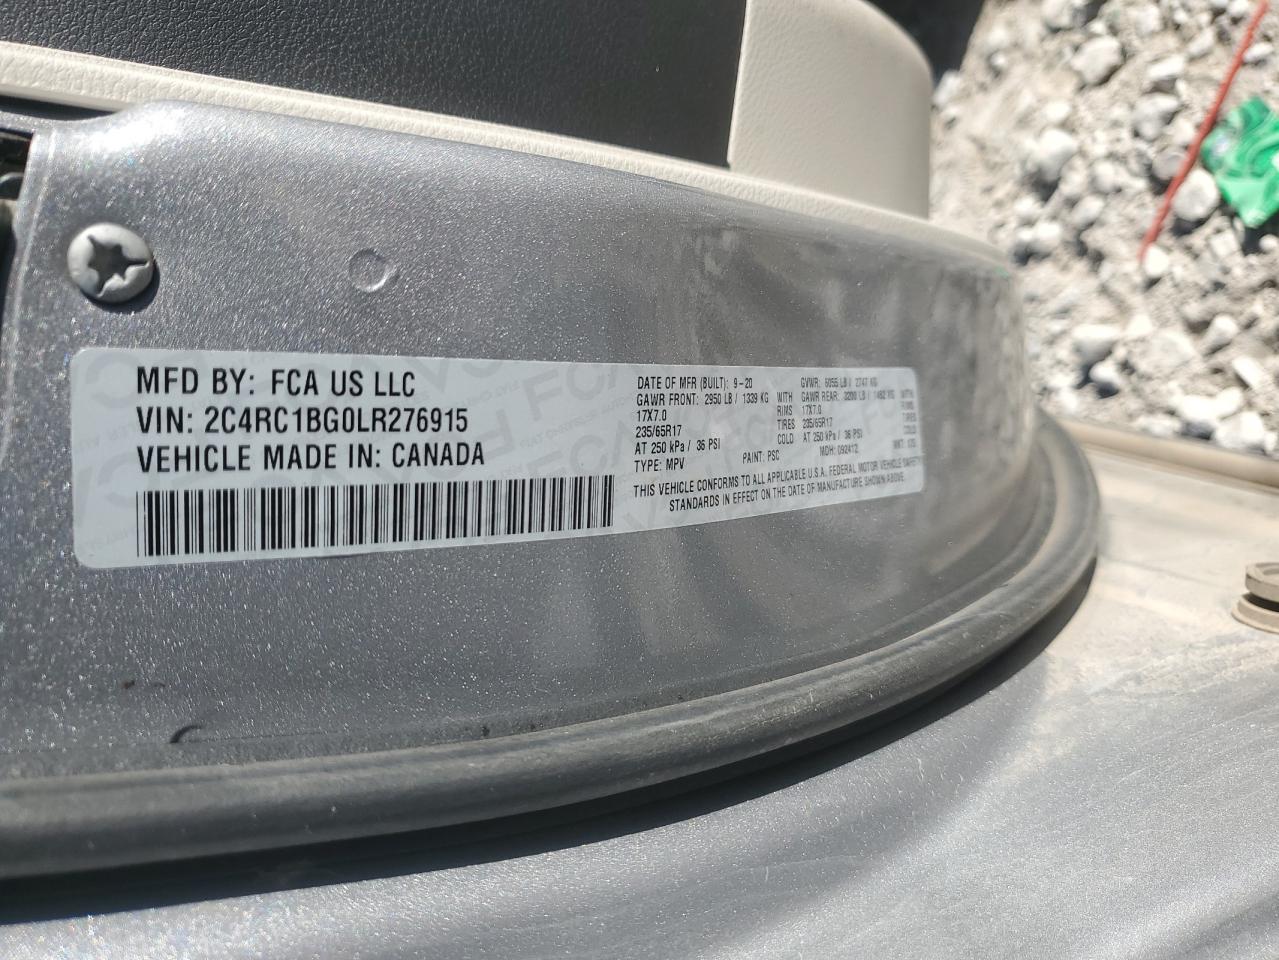 MFD BY: FCA US LLC
VIN: 2C4RC1BG0LR276915
VEHICLE MADE IN: CANADA
DATE OF MFR (BUILT): 9-20 GVWR: 6055 LB / 2747 KG
GAWR FRONT: 2950 LB / 1339 KG WITH GAWR REAR: 3200 LB / 1452 KG WITH
17X7.0 RIMS 17X7.0 RIMS
235/65R17 TIRES 235/65R17 TIRES
AT 250 kPa / 36 PSI COLD AT 250 kPa / 36 PSI COLD
TYPE: MPV PAINT: PSC MDH: 092412
THIS VEHICLE CONFORMS TO ALL APPLICABLE U.S.A. FEDERAL MOTOR VEHICLE SAFETY
STANDARDS IN EFFECT ON THE DATE OF MANUFACTURE SHOWN ABOVE.